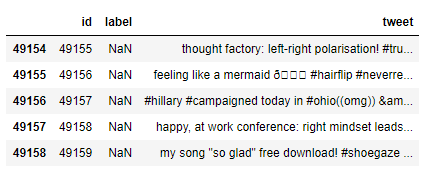 id label tweet
49154 49155 NaN thought factory: left-right polarisation! #tru...
49155 49156 NaN feeling like a mermaid ð▯▯▯ #hairflip #neverre...
49156 49157 NaN #hillary #campaigned today in #ohio((omg)) &am...
49157 49158 NaN happy, at work conference: right mindset leads...
49158 49159 NaN my song "so glad" free download! #shoegaze ...